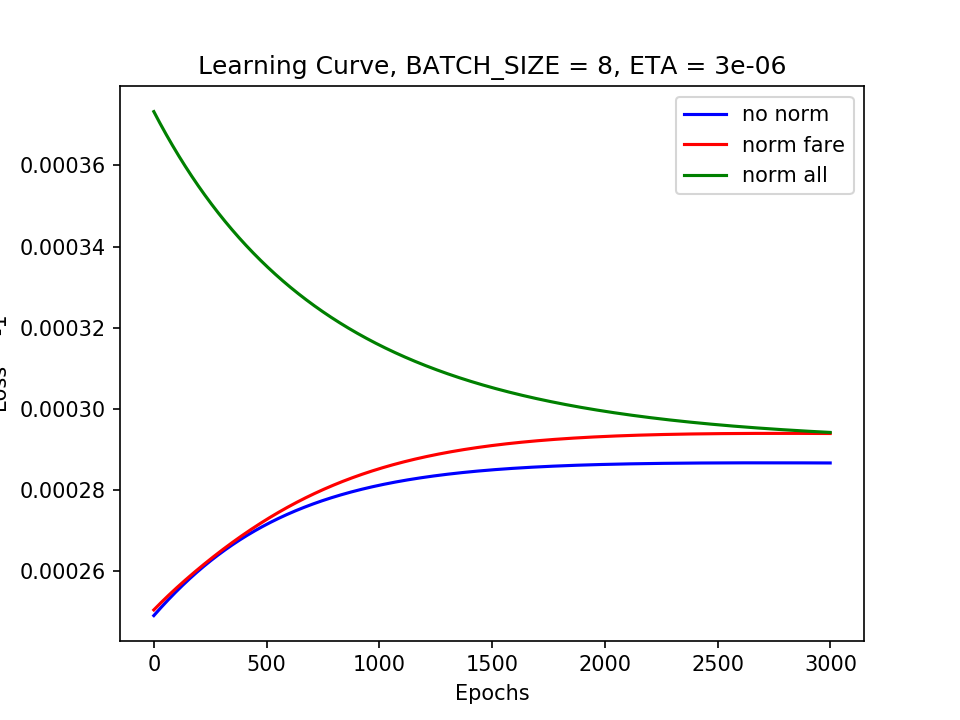 Learning Curve, BATCH_SIZE = 8, ETA = 3e-06
no norm
norm fare
norm all
0.00036
0.00034
0.00032
0.00030
0.00028
0.00026
Loss
0
500
1000
1500
2000
2500
3000
Epochs